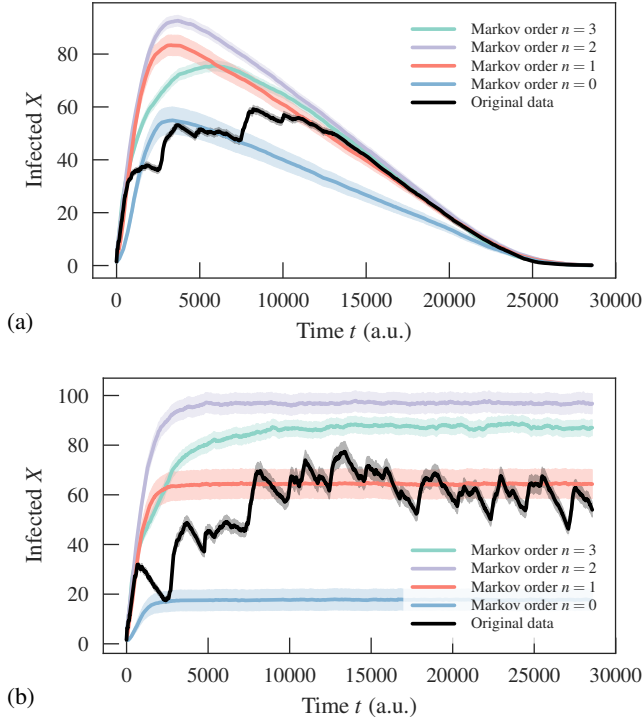 100
80
60
40
20
0
Infected X
Markov order n = 3
Markov order n = 2
Markov order n = 1
Markov order n = 0
Original data
0
5000
10000
15000
20000
25000
30000
Time t (a.u.)
(a)
100
80
60
40
20
0
Infected X
Markov order n = 3
Markov order n = 2
Markov order n = 1
Markov order n = 0
Original data
0
5000
10000
15000
20000
25000
30000
Time t (a.u.)
(b)